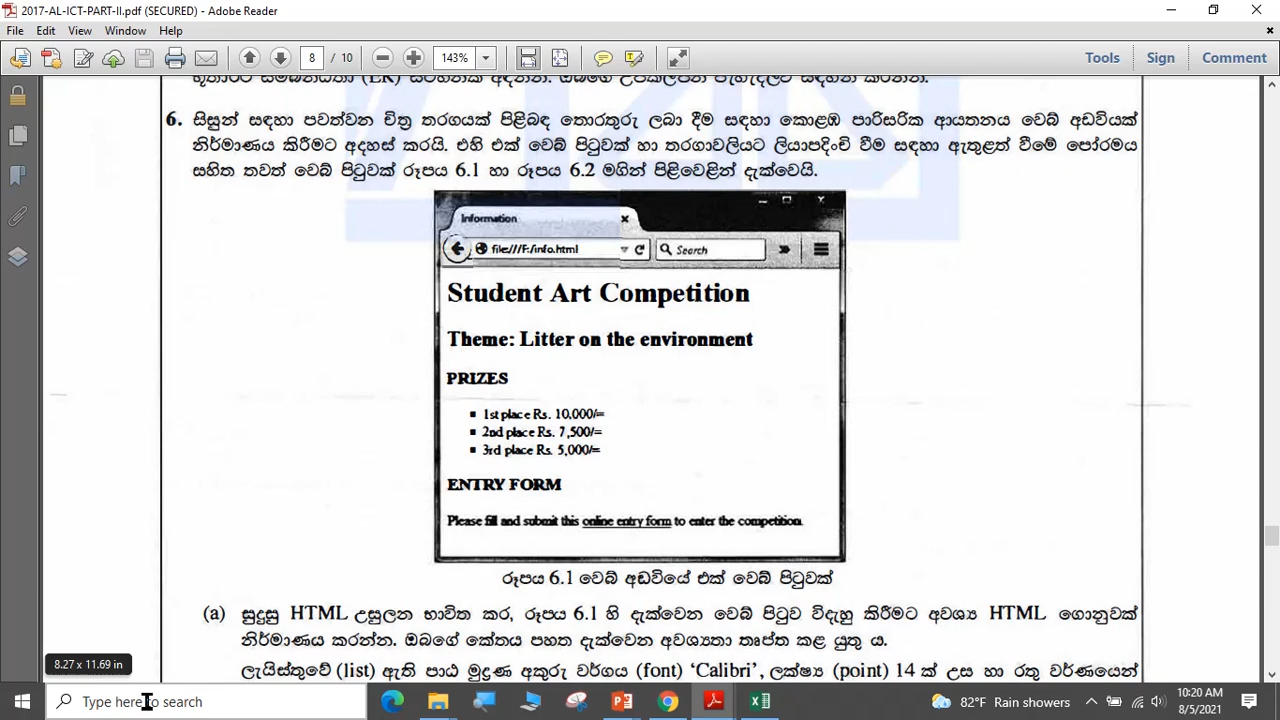 2017-AL-ICT-PART-II.pdf (SECURED) - Adobe Reader
File Edit View Window Help
8 / 10 143% Tools Sign Comment
6. සිසුන් සඳහා පවත්වන චිත්‍ර තරගයක් පිළිබඳ තොරතුරු ලබා දීම සඳහා කොළඹ පාරිසරික ආයතනය වෙබ් අඩවියක්
නිර්මාණය කිරීමට අදහස් කරයි. එහි එක් වෙබ් පිටුවක් හා තරගාවලියට ලියාපදිංචි වීම සඳහා ඇතුළත් වීමේ පෝරමය
සහිත තවත් වෙබ් පිටුවක් රූපය 6.1 හා රූපය 6.2 මගින් පිළිවෙළින් දැක්වෙයි.
Information
file:///F:/info.html Search
Student Art Competition
Theme: Litter on the environment
PRIZES
1st place Rs. 10,000/=
2nd place Rs. 7,500/=
3rd place Rs. 5,000/=
ENTRY FORM
Please fill and submit this online entry form to enter the competition.
රූපය 6.1 වෙබ් අඩවියේ එක් වෙබ් පිටුවක්
(a) සුදුසු HTML උසුලන භාවිත කර, රූපය 6.1 හි දැක්වෙන වෙබ් පිටුව විදැහු කිරීමට අවශ්‍ය HTML ගොනුවක්
නිර්මාණය කරන්න. ඔබගේ කේතය පහත දැක්වෙන අවශ්‍යතා තෘප්ත කළ යුතු ය.
ලැයිස්තුවේ (list) ඇති පාඨ මුද්‍රණ අකුරු වර්ගය (font) ‘Calibri’, ලක්ෂ්‍ය (point) 14 ක් උස හා රතු වර්ණයෙන්
8.27 x 11.69 in
Type here to search
82°F Rain showers
10:20 AM
8/5/2021